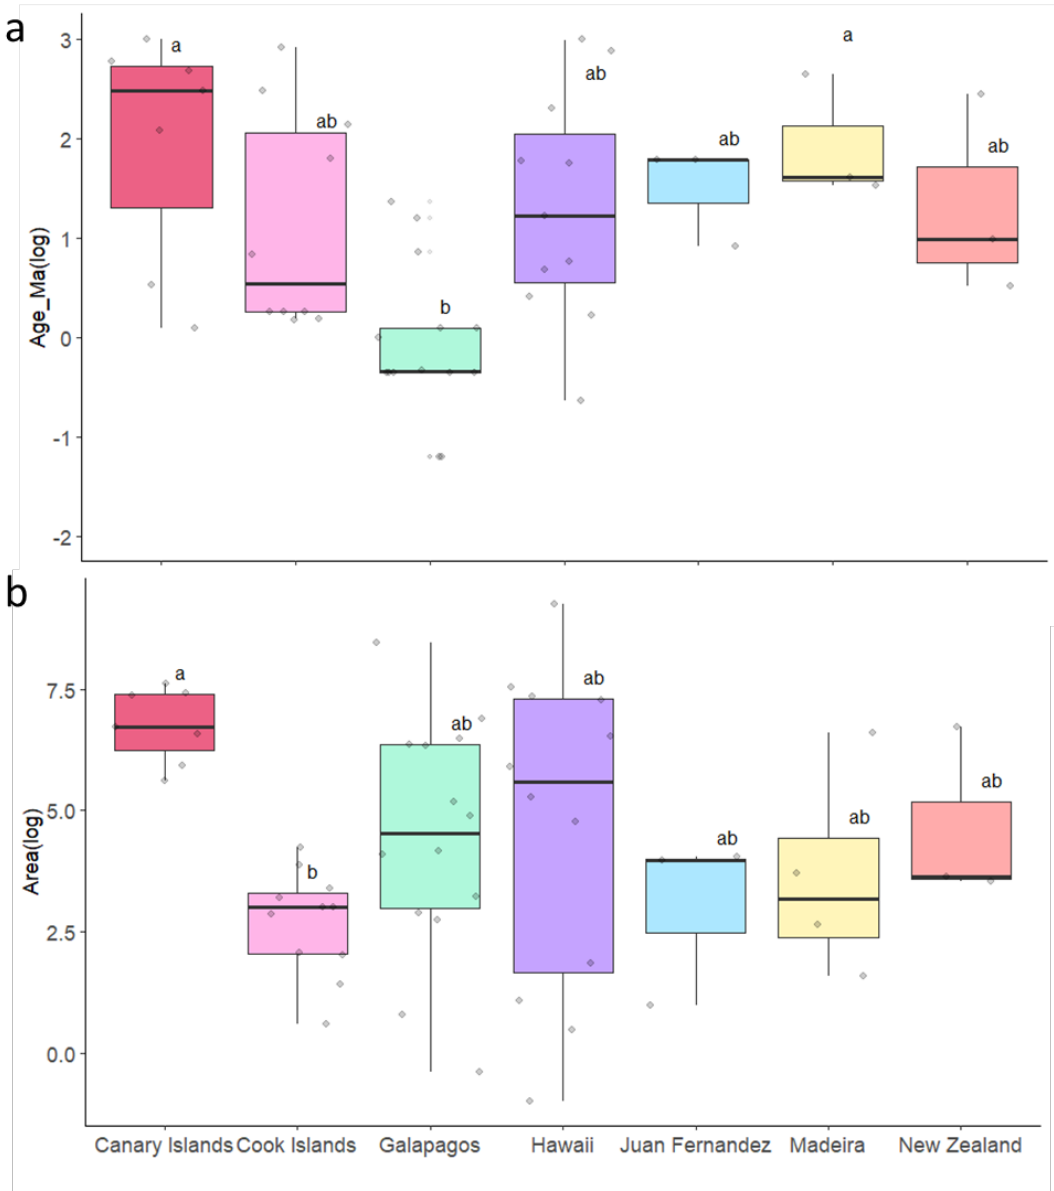 a
3
2
1
0
-1
-2
Age_Ma(log)
a
ab
b
ab
ab
a
ab
b
7.5
5.0
2.5
0.0
Area(log)
a
b
ab
ab
ab
ab
ab
Canary Islands Cook Islands Galapagos Hawaii Juan Fernandez Madeira New Zealand